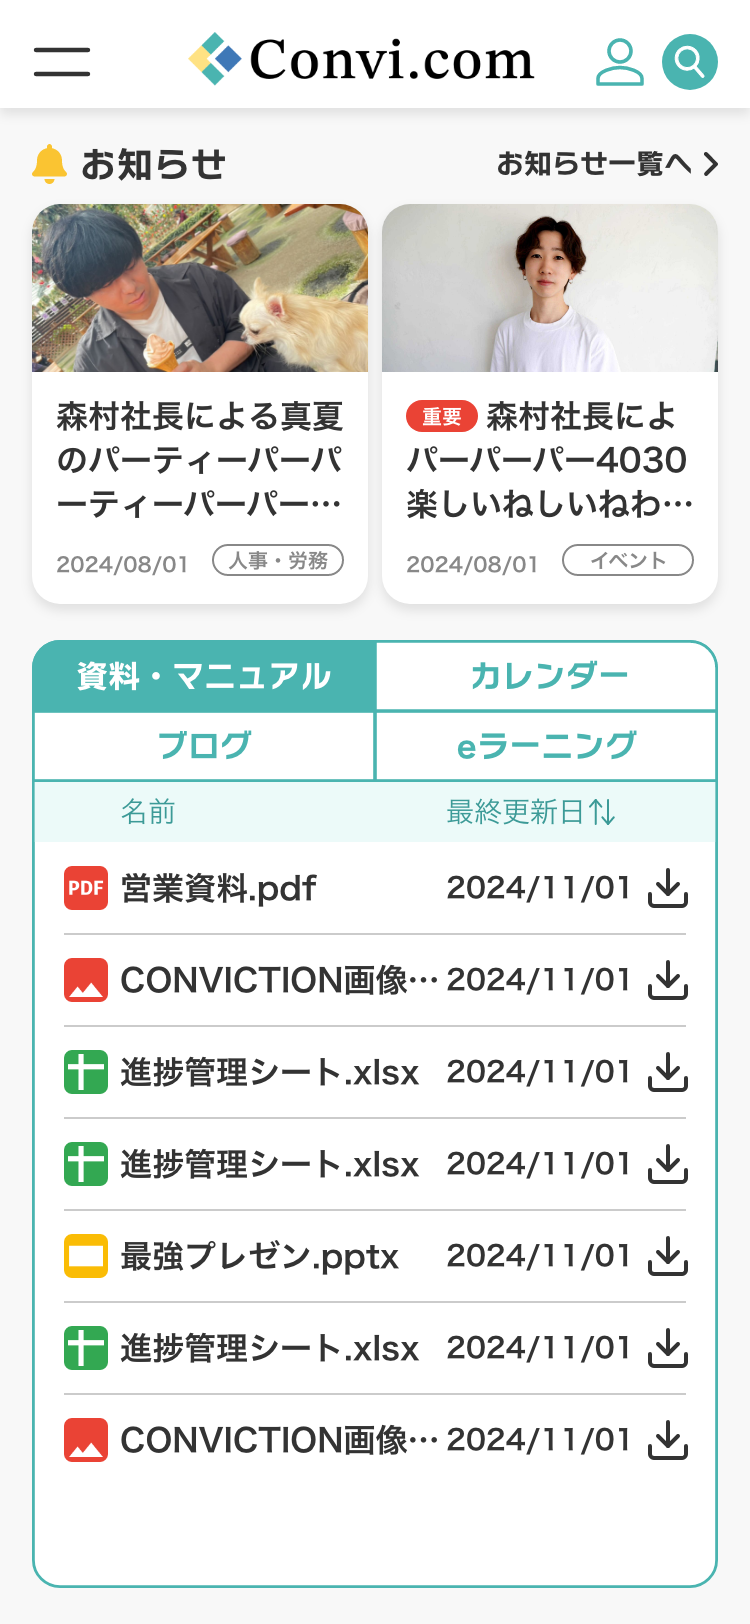 Convi.com
お知らせ
お知らせ一覧へ
森村社長による真夏
のパーティーパーパ
ーティーパーパー…
2024/08/01 人事・労務
重要 森村社長によ
パーパーパー4030
楽しいねしいねわ…
2024/08/01 イベント
資料・マニュアル
カレンダー
ブログ
eラーニング
名前 最終更新日
PDF 営業資料.pdf 2024/11/01
CONVICTION画像… 2024/11/01
進捗管理シート.xlsx 2024/11/01
進捗管理シート.xlsx 2024/11/01
最強プレゼン.pptx 2024/11/01
進捗管理シート.xlsx 2024/11/01
CONVICTION画像… 2024/11/01